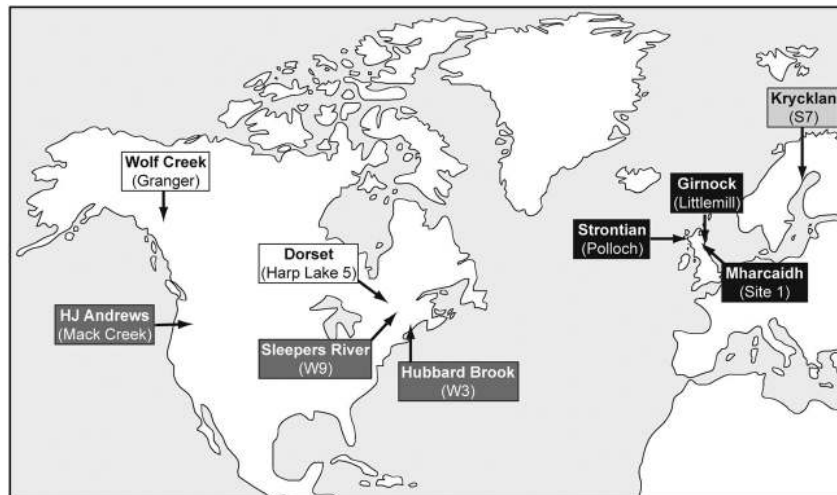 Krycklan
(S7)
Wolf Creek
(Granger)
Girnock
(Littlemill)
Strontian
(Polloch)
Dorset
(Harp Lake 5)
Mharcaidh
(Site 1)
HJ Andrews
(Mack Creek)
Sleepers River
(W9)
Hubbard Brook
(W3)